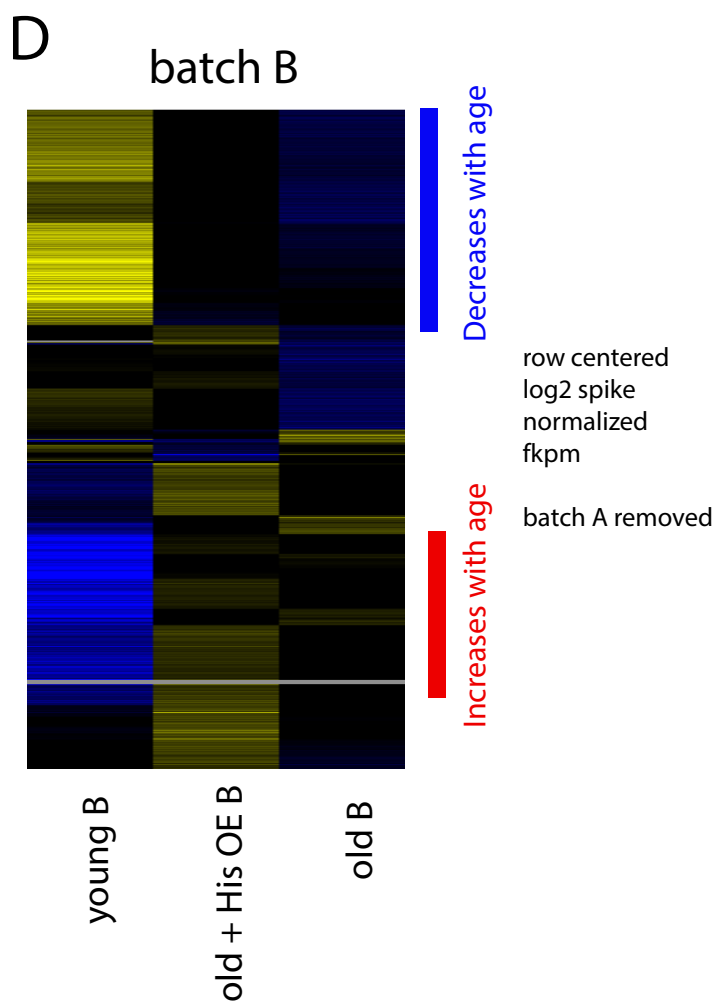 D
batch B
Decreases with age
row centered
log2 spike
normalized
fkpm
batch A removed
Increases with age
young B
old + His OE B
old B